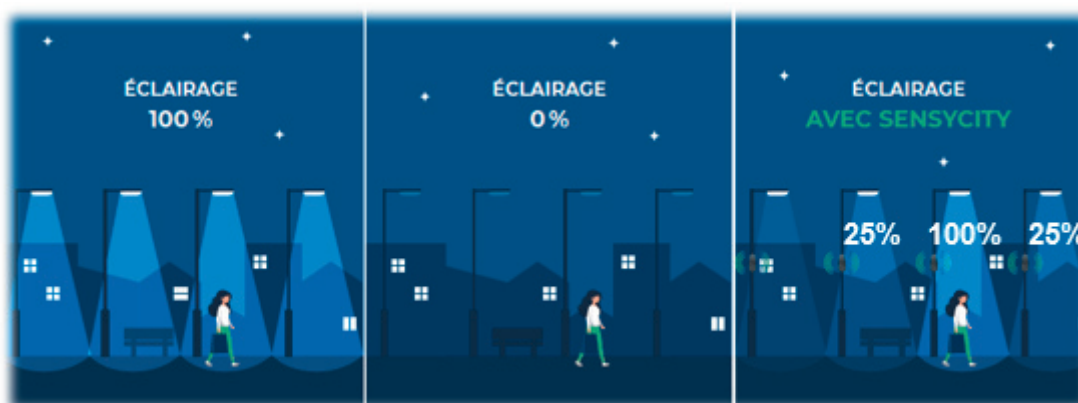 ÉCLAIRAGE
100 %
ÉCLAIRAGE
0 %
ÉCLAIRAGE
AVEC SENSYCITY
25% 100% 25%